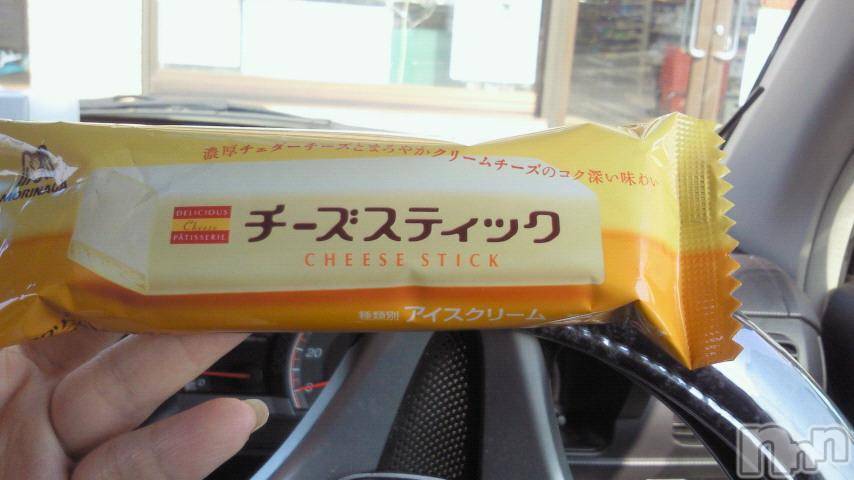 濃厚チェダーチーズとまろやかクリームチーズのコク深い味わい
MORINAGA
DELICIOUS
Cheese
PÂTISSERIE
チーズスティック
CHEESE STICK
種類別 アイスクリーム
20